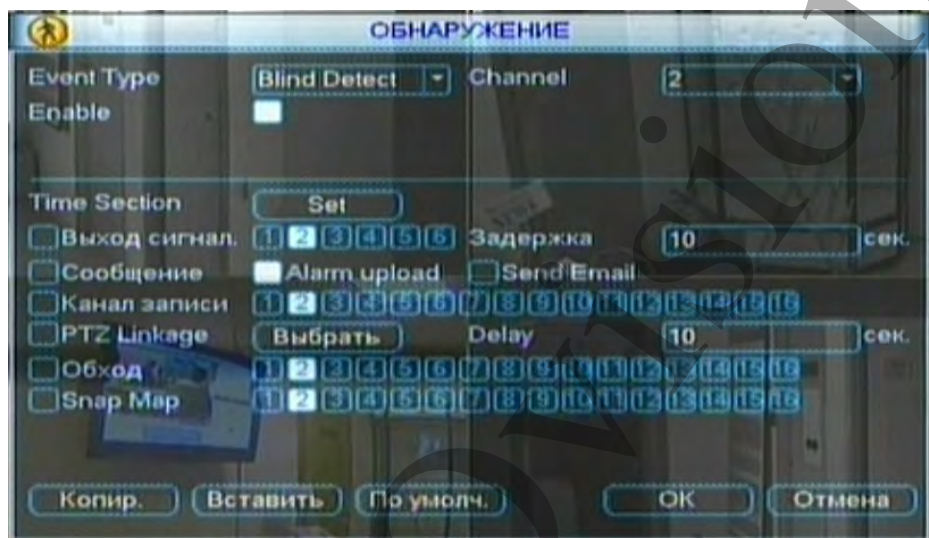 ОБНАРУЖЕНИЕ
Event Type Blind Detect Channel 2
Enable
Time Section Set
Выход сигнал. 1 2 3 4 5 6 Задержка 10 сек.
Сообщение Alarm upload Send Email
Канал записи 1 2 3 4 5 6 7 8 9 10 11 12 13 14 15 16
PTZ Linkage Выбрать Delay 10 сек.
Обход 1 2 3 4 5 6 7 8 9 10 11 12 13 14 15 16
Snap Map 1 2 3 4 5 6 7 8 9 10 11 12 13 14 15 16
Копир. Вставить По умолч. OK Отмена